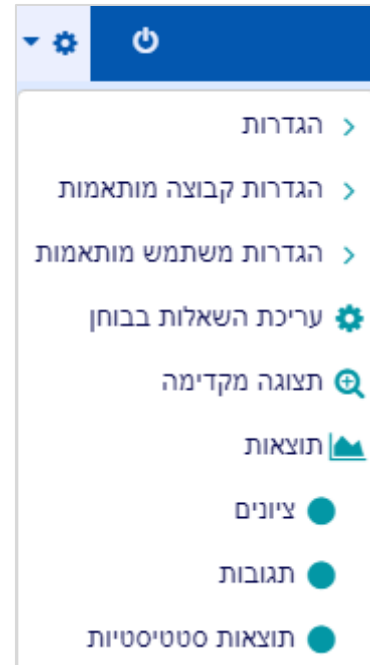 הגדרות
הגדרות קבוצה מותאמות
הגדרות משתמש מותאמות
עריכת השאלות בבוחן
תצוגה מקדימה
תוצאות
ציונים
תגובות
תוצאות סטטיסטיות